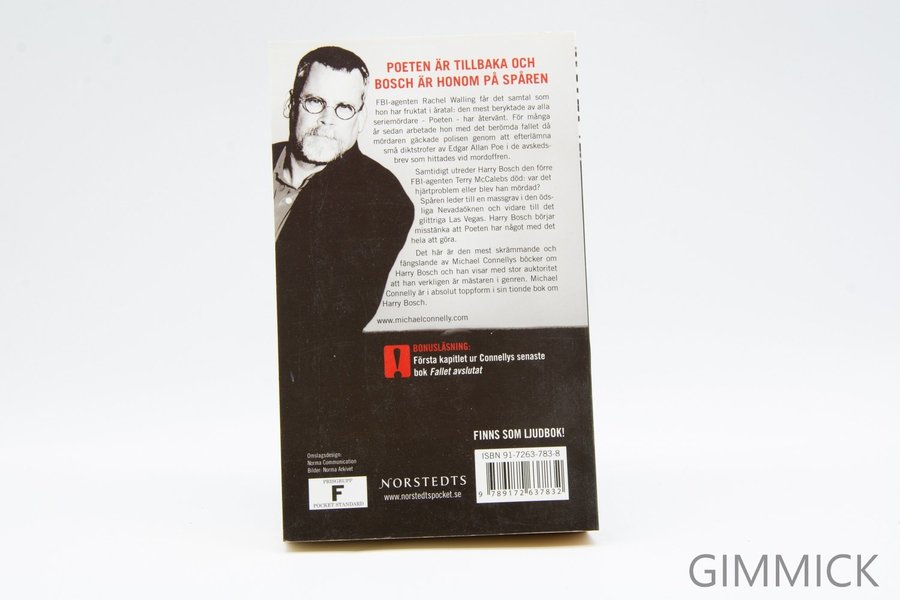 POETEN ÄR TILLBAKA OCH
BOSCH ÄR HONOM PÅ SPÅREN
FBI-agenten Rachel Walling får det samtal som
hon har fruktat i åratal: den mest beryktade av alla
seriemördare - Poeten - har återvänt. För många
år sedan arbetade hon med det berömda fallet då
mördaren gäckade polisen genom att efterlämna
små diktstrofer av Edgar Allan Poe i de avskeds-
brev som hittades vid mordoffren.
Samtidigt utreder Harry Bosch den förre
FBI-agenten Terry McCalebs död: var det
hjärtproblem eller blev han mördad?
Spåren leder till en massgrav i den öds-
liga Nevadaöknen och vidare till det
glittriga Las Vegas. Harry Bosch börjar
misstänka att Poeten har något med det
hela att göra.
Det här är den mest skrämmande och
fängslande av Michael Connellys böcker om
Harry Bosch och han visar med stor auktoritet
att han verkligen är mästaren i genren. Michael
Connelly är i absolut toppform i sin tionde bok om
Harry Bosch.
www.michaelconnelly.com
BONUSLÄSNING:
Första kapitlet ur Connellys senaste
bok Fallet avslutat
FINNS SOM LJUDBOK!
ISBN 91-7263-783-8
9 789172 637832
Omslagsdesign:
Norma Communication
Bilder: Norma Arkivet
PRISGRUPP
F
POCKET STANDARD
NORSTEDTS
www.norstedtspocket.se
GIMMICK